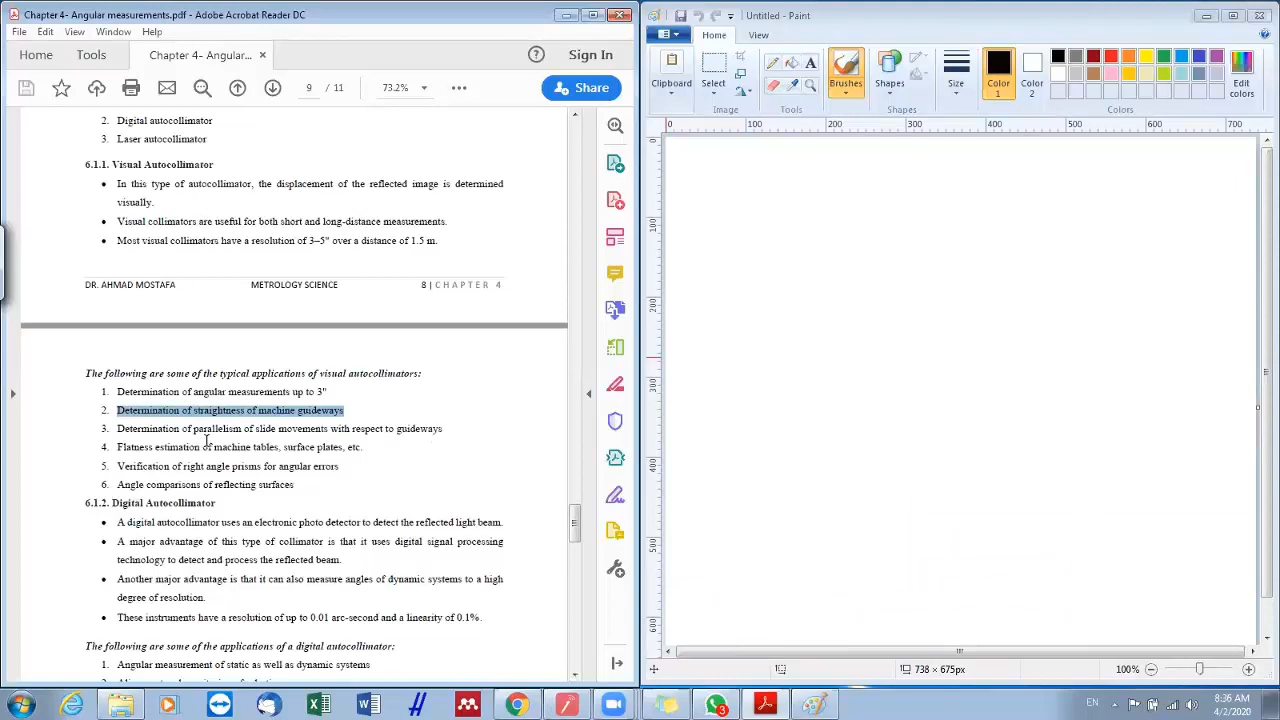 Chapter 4- Angular measurements.pdf - Adobe Acrobat Reader DC
File Edit View Window Help
Home Tools Chapter 4- Angular... × Sign In
9 / 11 73.2% Share
2. Digital autocollimator
3. Laser autocollimator
6.1.1. Visual Autocollimator
• In this type of autocollimator, the displacement of the reflected image is determined
visually.
• Visual collimators are useful for both short and long-distance measurements.
• Most visual collimators have a resolution of 3–5" over a distance of 1.5 m.
DR. AHMAD MOSTAFA METROLOGY SCIENCE 8 | CHAPTER 4
The following are some of the typical applications of visual autocollimators:
1. Determination of angular measurements up to 3"
2. Determination of straightness of machine guideways
3. Determination of parallelism of slide movements with respect to guideways
4. Flatness estimation of machine tables, surface plates, etc.
5. Verification of right angle prisms for angular errors
6. Angle comparisons of reflecting surfaces
6.1.2. Digital Autocollimator
• A digital autocollimator uses an electronic photo detector to detect the reflected light beam.
• A major advantage of this type of collimator is that it uses digital signal processing
technology to detect and process the reflected beam.
• Another major advantage is that it can also measure angles of dynamic systems to a high
degree of resolution.
• These instruments have a resolution of up to 0.01 arc-second and a linearity of 0.1%.
The following are some of the applications of a digital autocollimator:
1. Angular measurement of static as well as dynamic systems
Untitled - Paint
Home View
Clipboard Select Brushes Shapes Size Color 1 Color 2 Edit colors
Image Tools Shapes Colors
0 100 200 300 400 500 600 700
0
100
200
300
400
500
600
738 × 675px 100%
3
EN 8:36 AM
4/2/2020